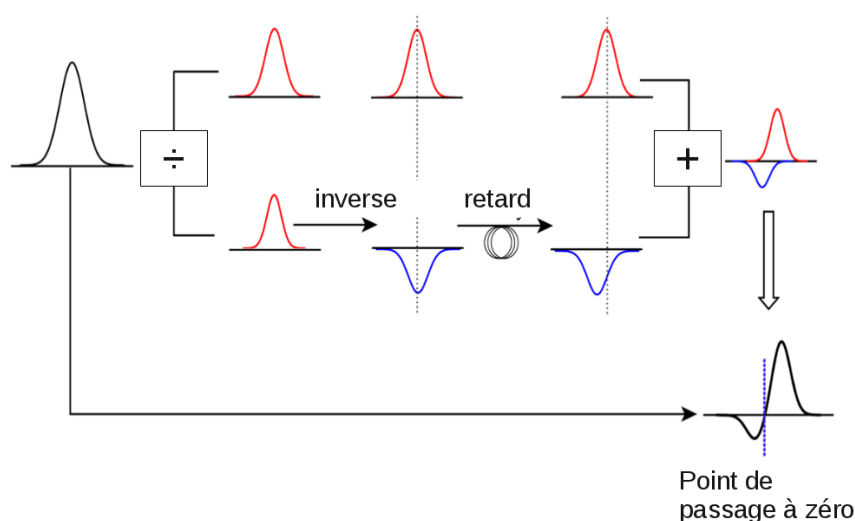 ÷
+
inverse
retard
Point de
passage à zéro